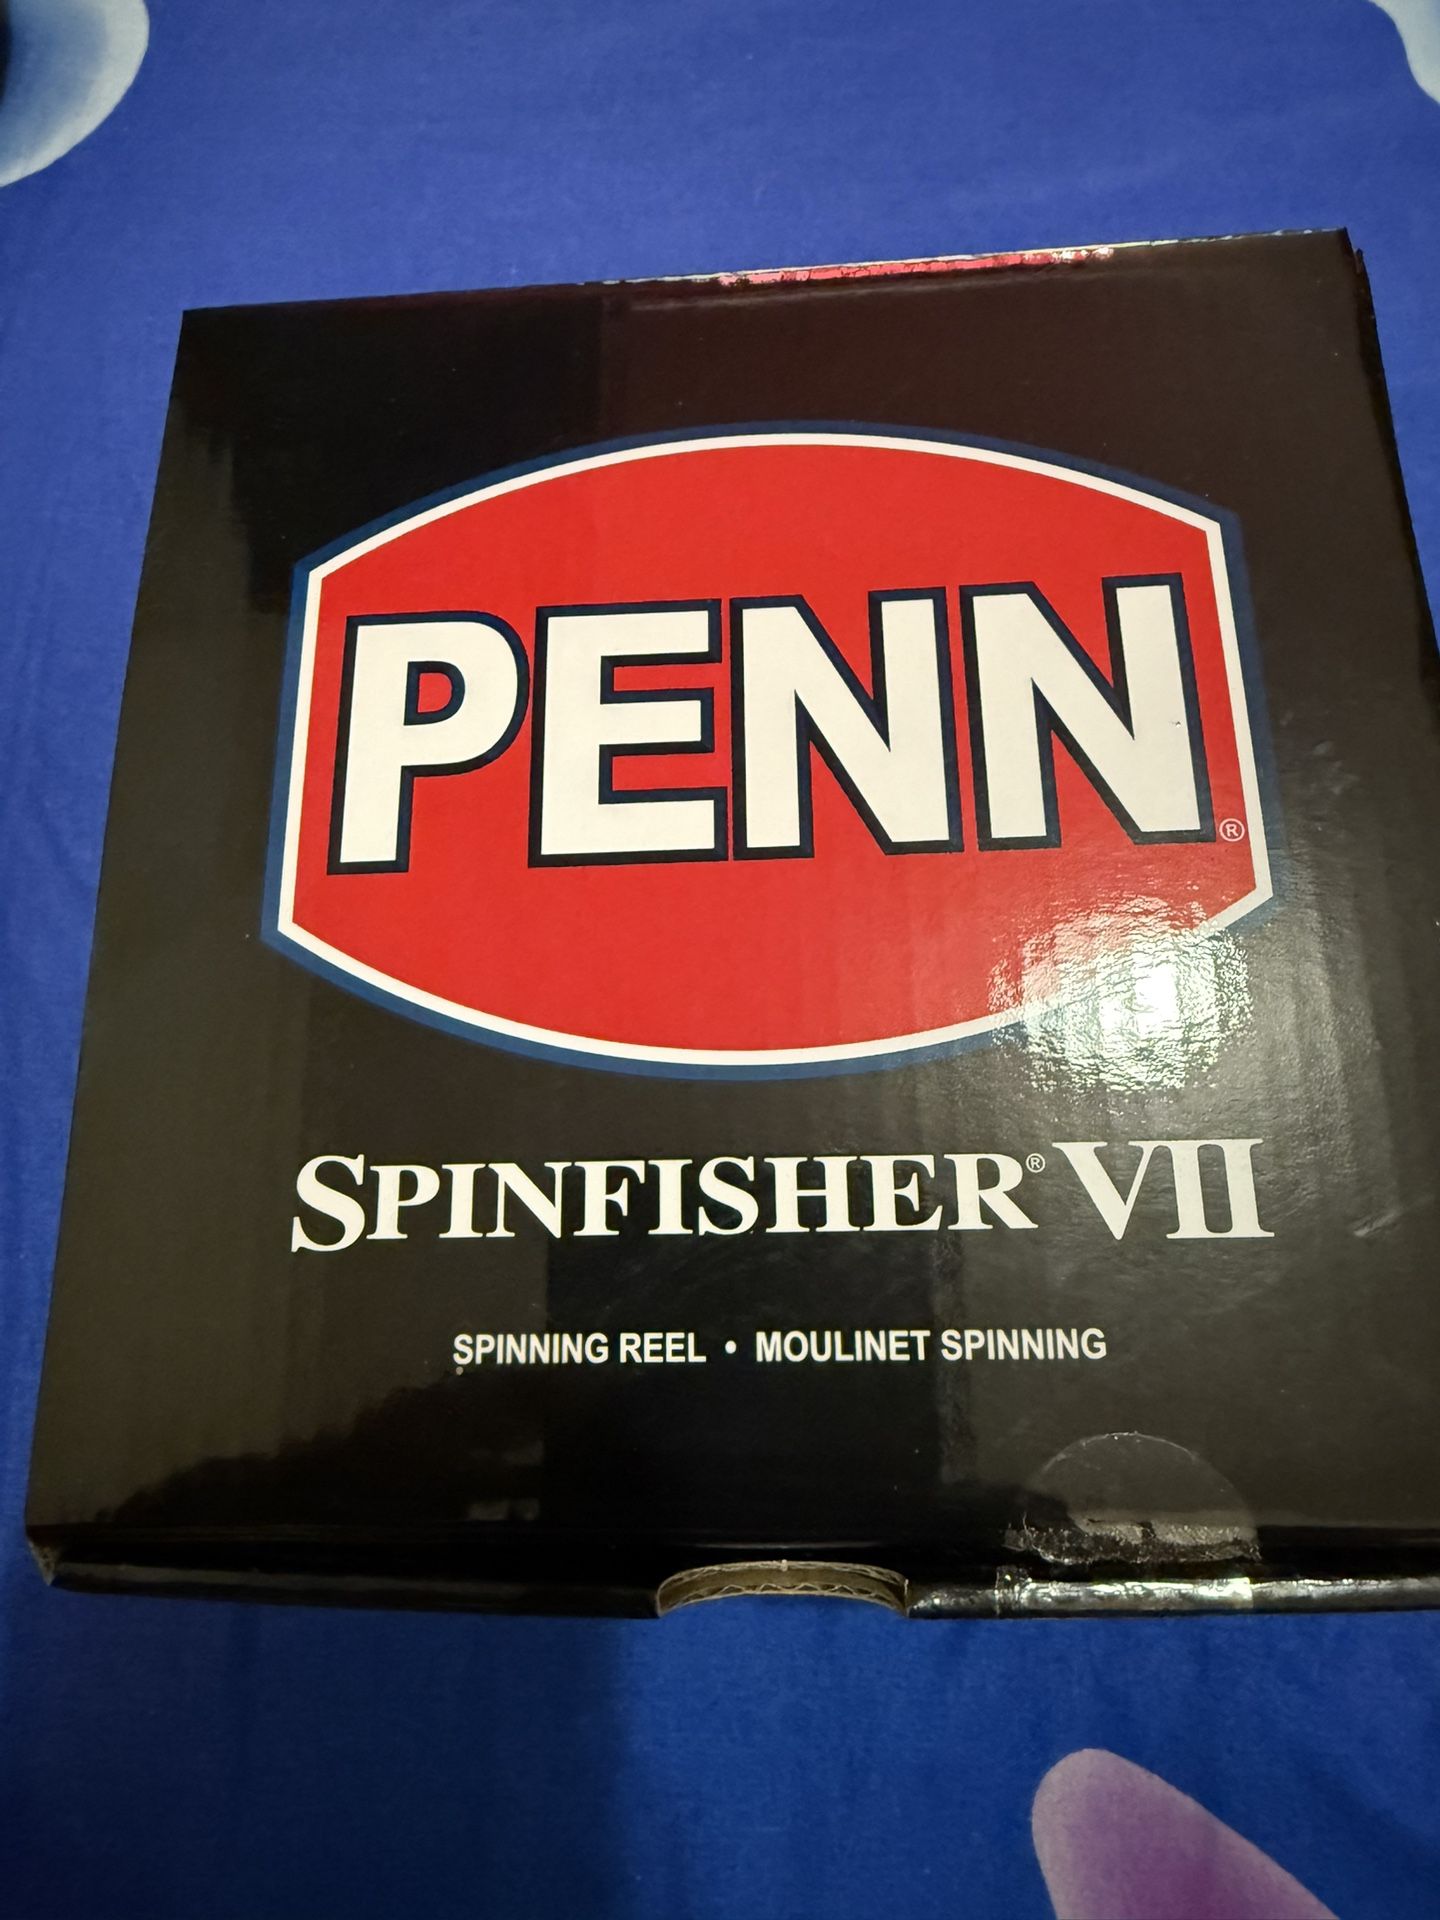 PENN®
SPINFISHER® VII
SPINNING REEL • MOULINET SPINNING